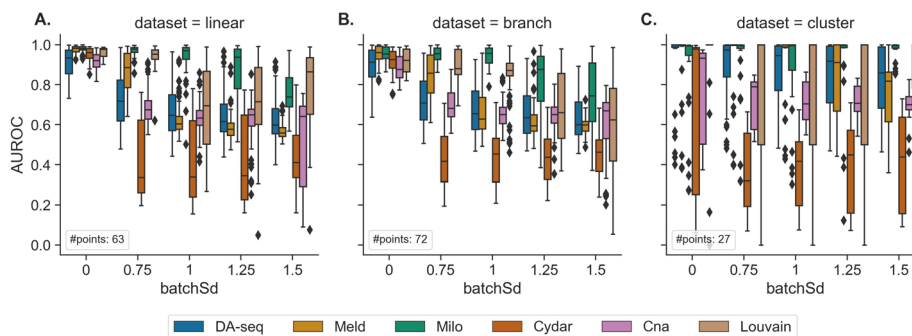 A. dataset = linear
B. dataset = branch
C. dataset = cluster
AUROC
1.0
0.8
0.6
0.4
0.2
0.0
#points: 63
#points: 72
#points: 27
0 0.75 1 1.25 1.5
0 0.75 1 1.25 1.5
0 0.75 1 1.25 1.5
batchSd
batchSd
batchSd
DA-seq Meld Milo Cydar Cna Louvain